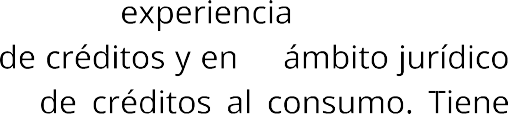 experiencia
de créditos y en ámbito jurídico
de créditos al consumo. Tiene